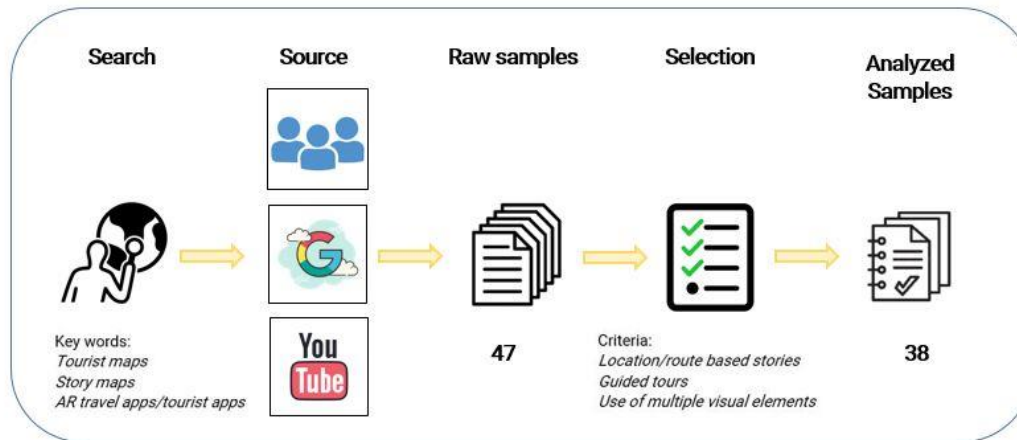 Search
Source
Raw samples
Selection
Analyzed
Samples
G
You
Tube
Key words:
Tourist maps
Story maps
AR travel apps/tourist apps
47
Criteria:
Location/route based stories
Guided tours
Use of multiple visual elements
38